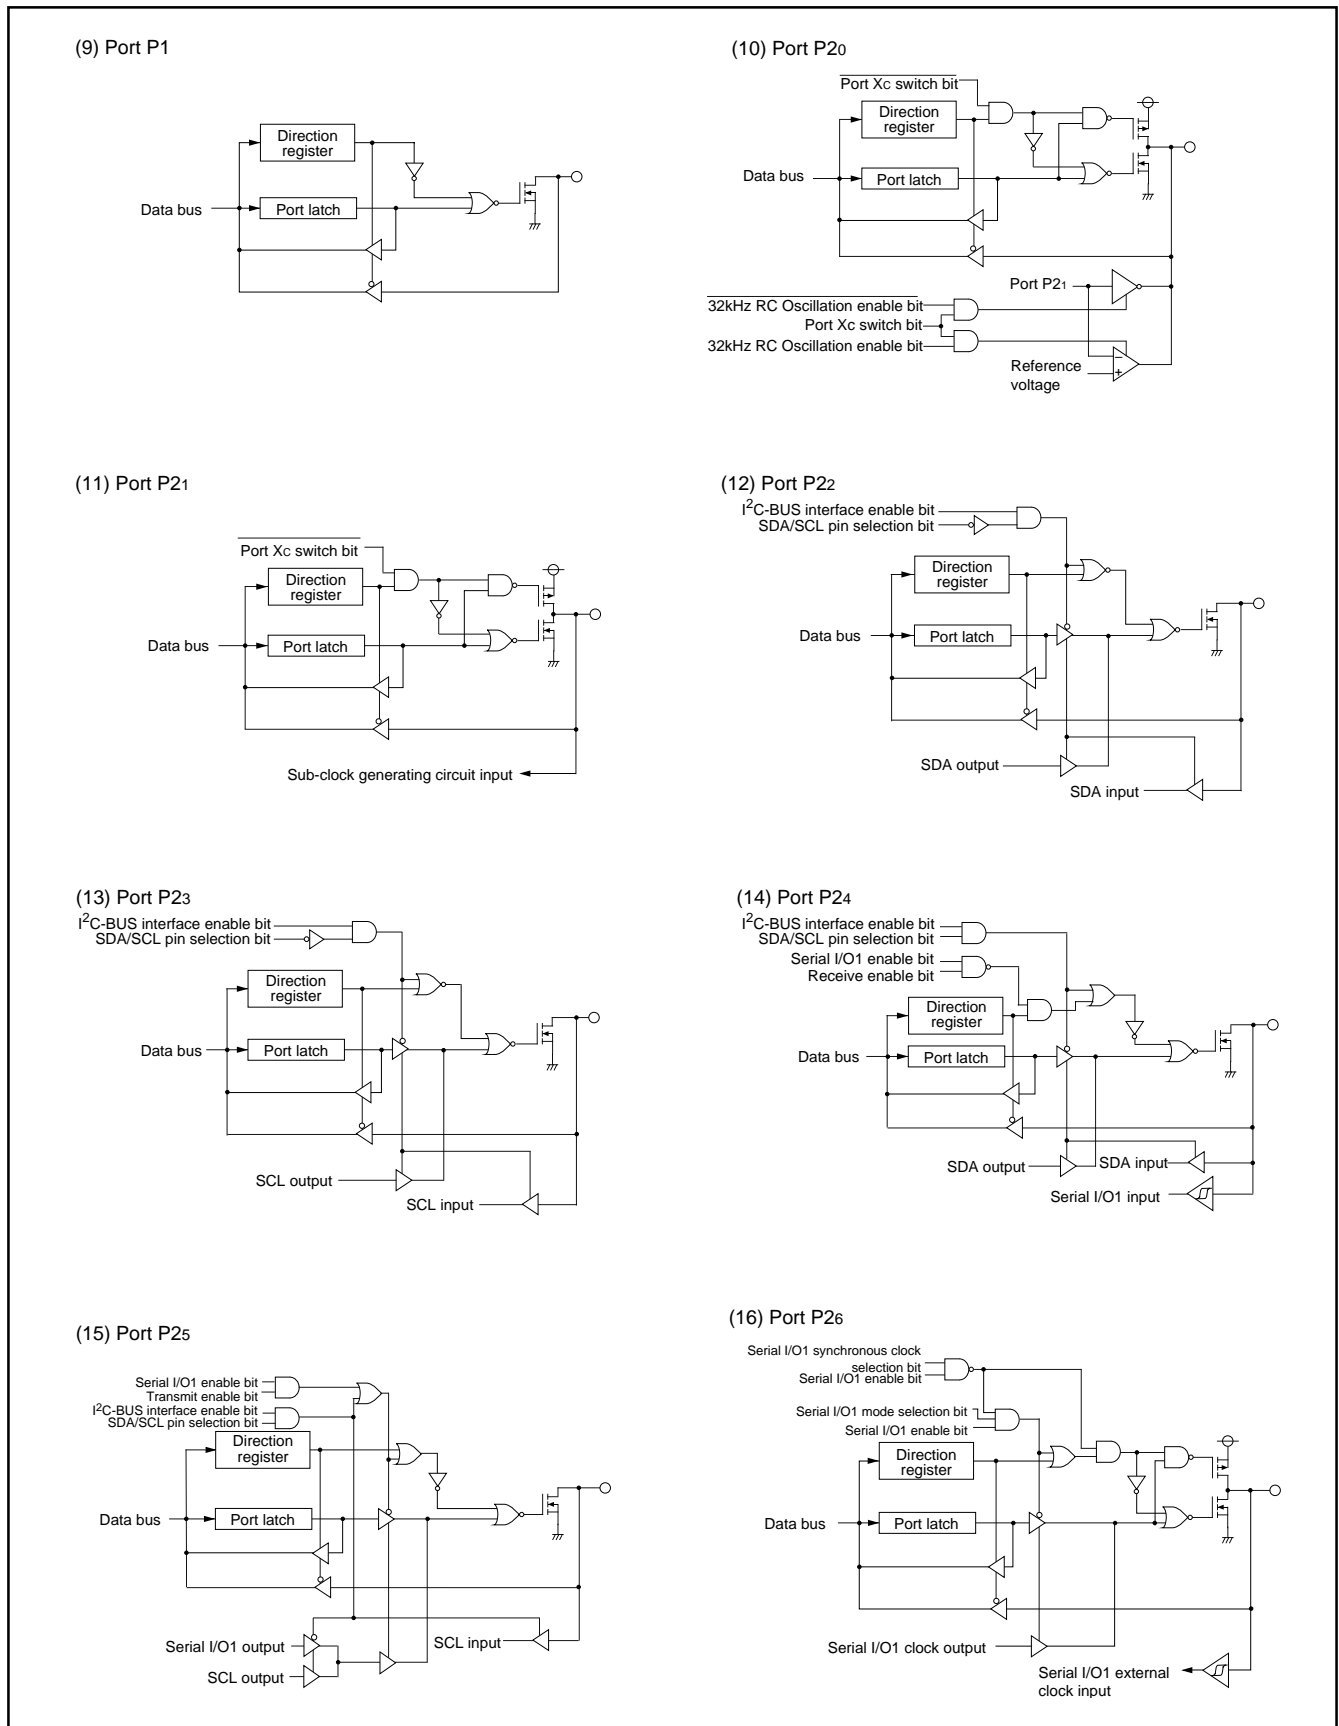 (9) Port P1
Direction
register
Data bus
Port latch
(10) Port P20
Port XC switch bit
Direction
register
Data bus
Port latch
Port P21
32kHz RC Oscillation enable bit
Port XC switch bit
32kHz RC Oscillation enable bit
−
+
Reference
voltage
(11) Port P21
Port XC switch bit
Direction
register
Data bus
Port latch
Sub-clock generating circuit input
(12) Port P22
I2C-BUS interface enable bit
SDA/SCL pin selection bit
Direction
register
Data bus
Port latch
SDA output
SDA input
(13) Port P23
I2C-BUS interface enable bit
SDA/SCL pin selection bit
Direction
register
Data bus
Port latch
SCL output
SCL input
(14) Port P24
I2C-BUS interface enable bit
SDA/SCL pin selection bit
Serial I/O1 enable bit
Receive enable bit
Direction
register
Data bus
Port latch
SDA output
SDA input
Serial I/O1 input
(15) Port P25
Serial I/O1 enable bit
Transmit enable bit
I2C-BUS interface enable bit
SDA/SCL pin selection bit
Direction
register
Data bus
Port latch
Serial I/O1 output
SCL input
SCL output
(16) Port P26
Serial I/O1 synchronous clock
selection bit
Serial I/O1 enable bit
Serial I/O1 mode selection bit
Serial I/O1 enable bit
Direction
register
Data bus
Port latch
Serial I/O1 clock output
Serial I/O1 external
clock input